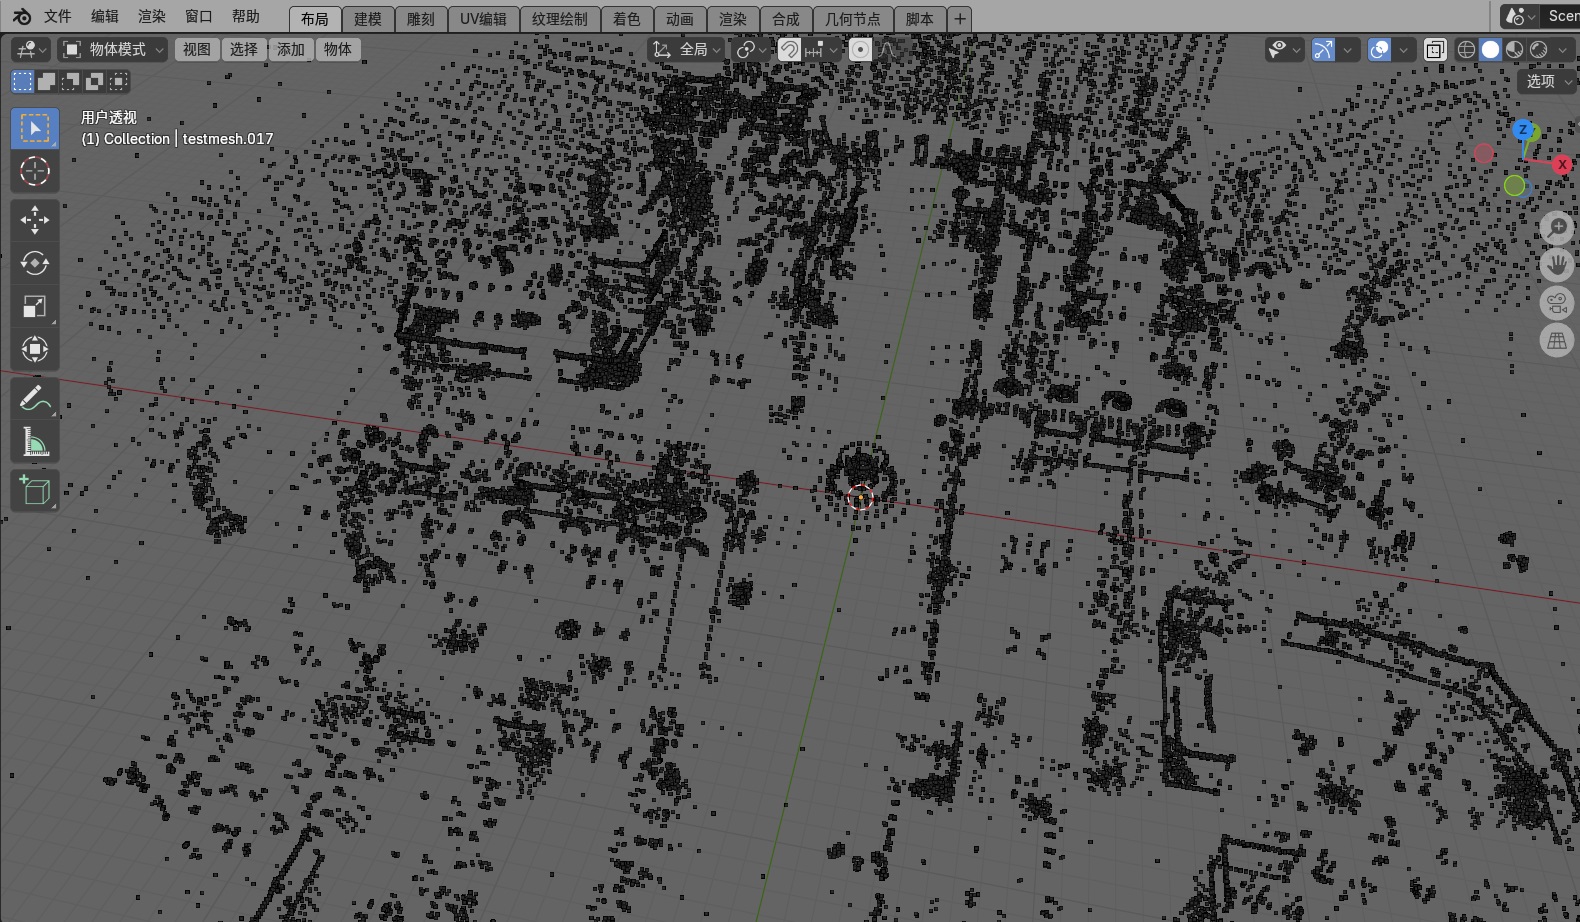 文件 编辑 渲染 窗口 帮助 布局 建模 雕刻 UV编辑 纹理绘制 着色 动画 渲染 合成 几何节点 脚本 + Scen
物体模式 视图 选择 添加 物体 全局
选项
用户透视
(1) Collection | testmesh.017
Z
X